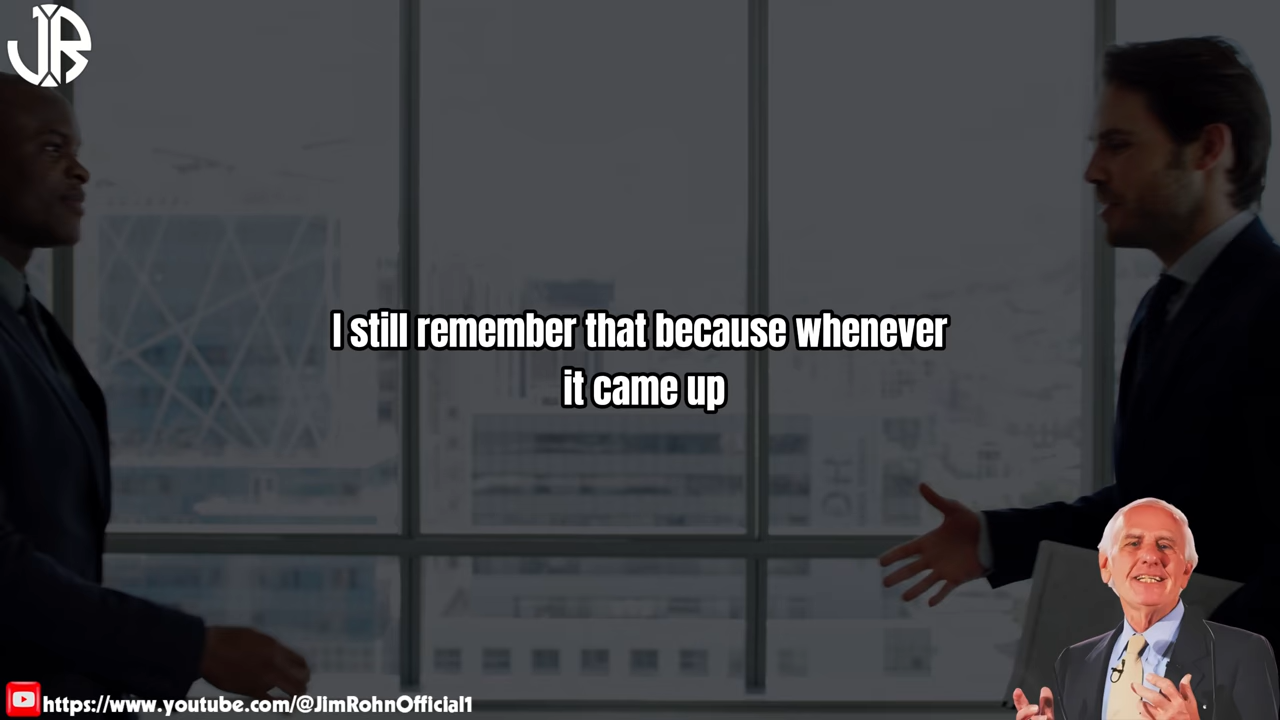 JR
I still remember that because whenever
it came up
https://www.youtube.com/@JimRohnOfficial1